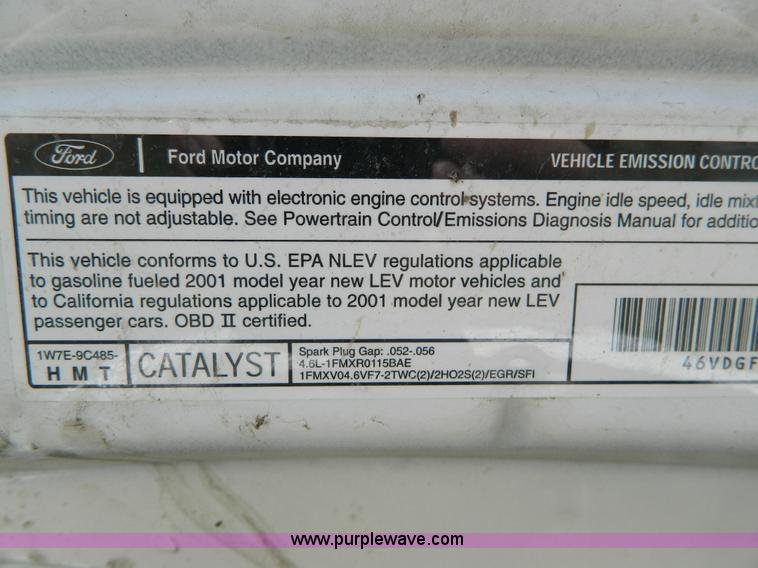 Ford
Ford Motor Company
VEHICLE EMISSION CONTRO
This vehicle is equipped with electronic engine control systems. Engine idle speed, idle mixt
timing are not adjustable. See Powertrain Control/Emissions Diagnosis Manual for additio
This vehicle conforms to U.S. EPA NLEV regulations applicable
to gasoline fueled 2001 model year new LEV motor vehicles and
to California regulations applicable to 2001 model year new LEV
passenger cars. OBD II certified.
1W7E-9C485-
HMT
CATALYST
Spark Plug Gap: .052-.056
4.6L-1FMXR0115BAE
1FMXV04.6VF7-2TWC(2)/2HO2S(2)/EGR/SFI
46VDGF
www.purplewave.com